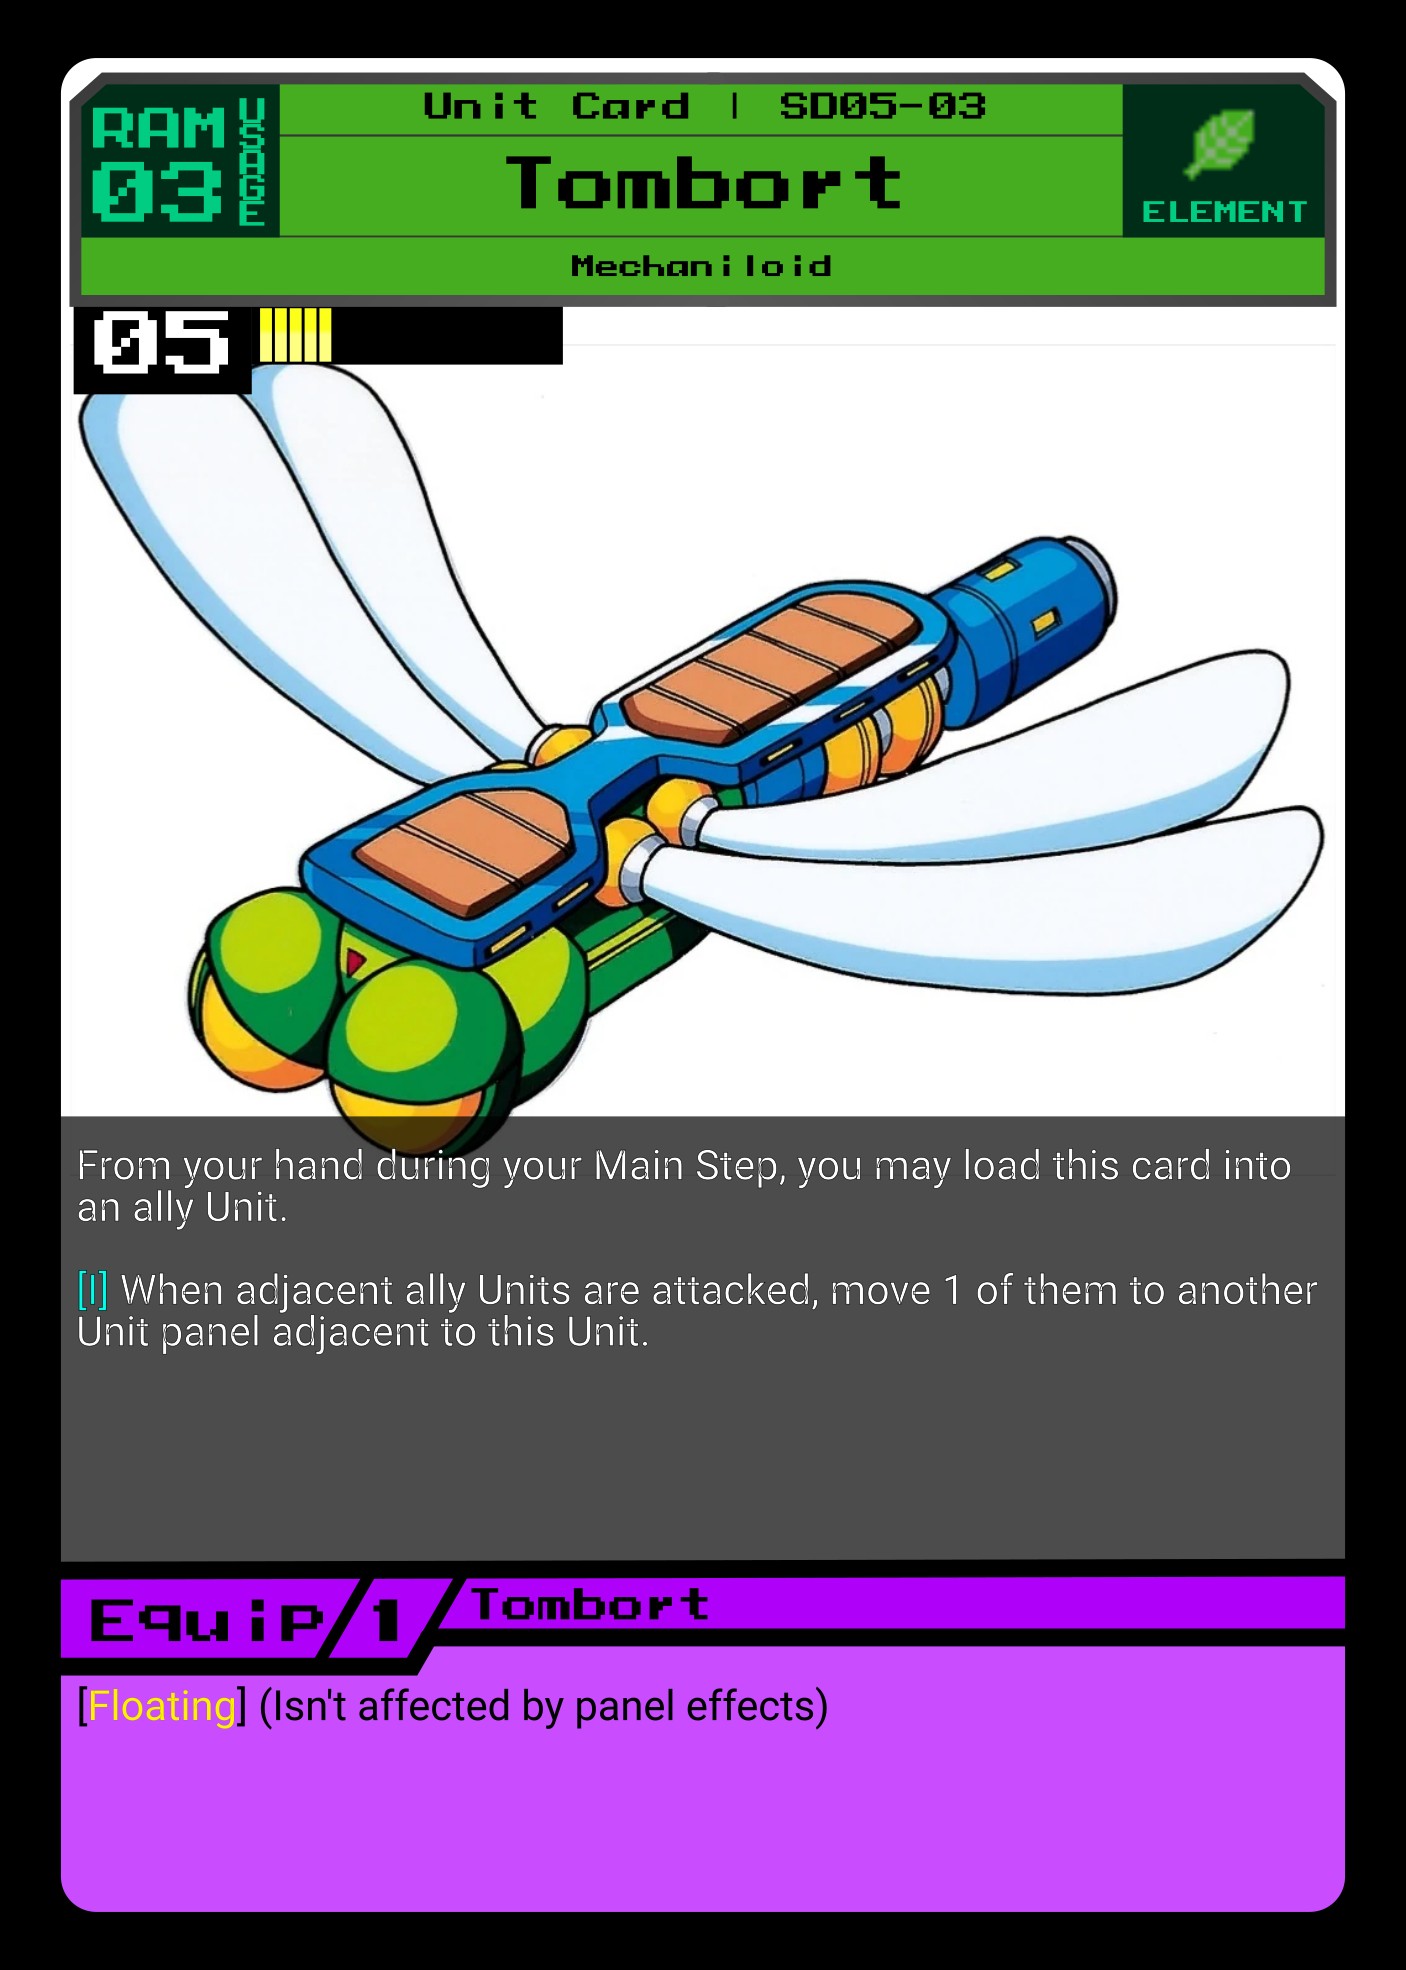 RAM
USAGE
03
Unit Card | SD05-03
Tombort
ELEMENT
Mechaniloid
05
From your hand during your Main Step, you may load this card into
an ally Unit.
[I] When adjacent ally Units are attacked, move 1 of them to another
Unit panel adjacent to this Unit.
Equip/1
Tombort
[Floating] (Isn't affected by panel effects)